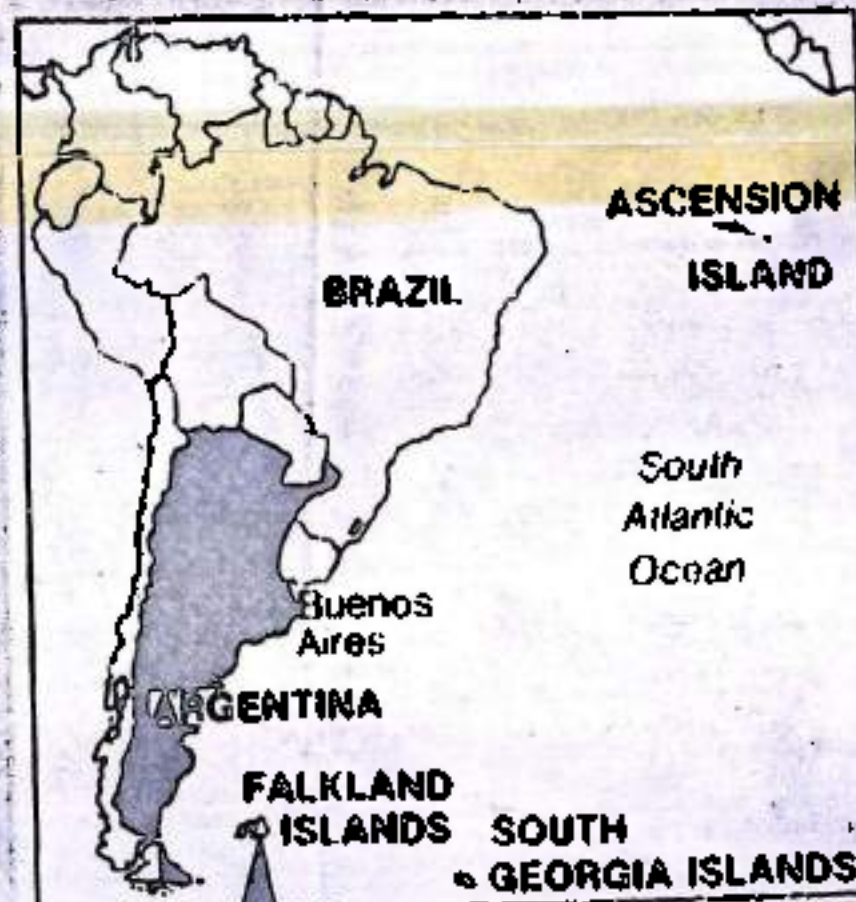 ASCENSION
ISLAND
BRAZIL
South
Atlantic
Ocean
Buenos
Aires
ARGENTINA
FALKLAND
ISLANDS
SOUTH
GEORGIA ISLANDS